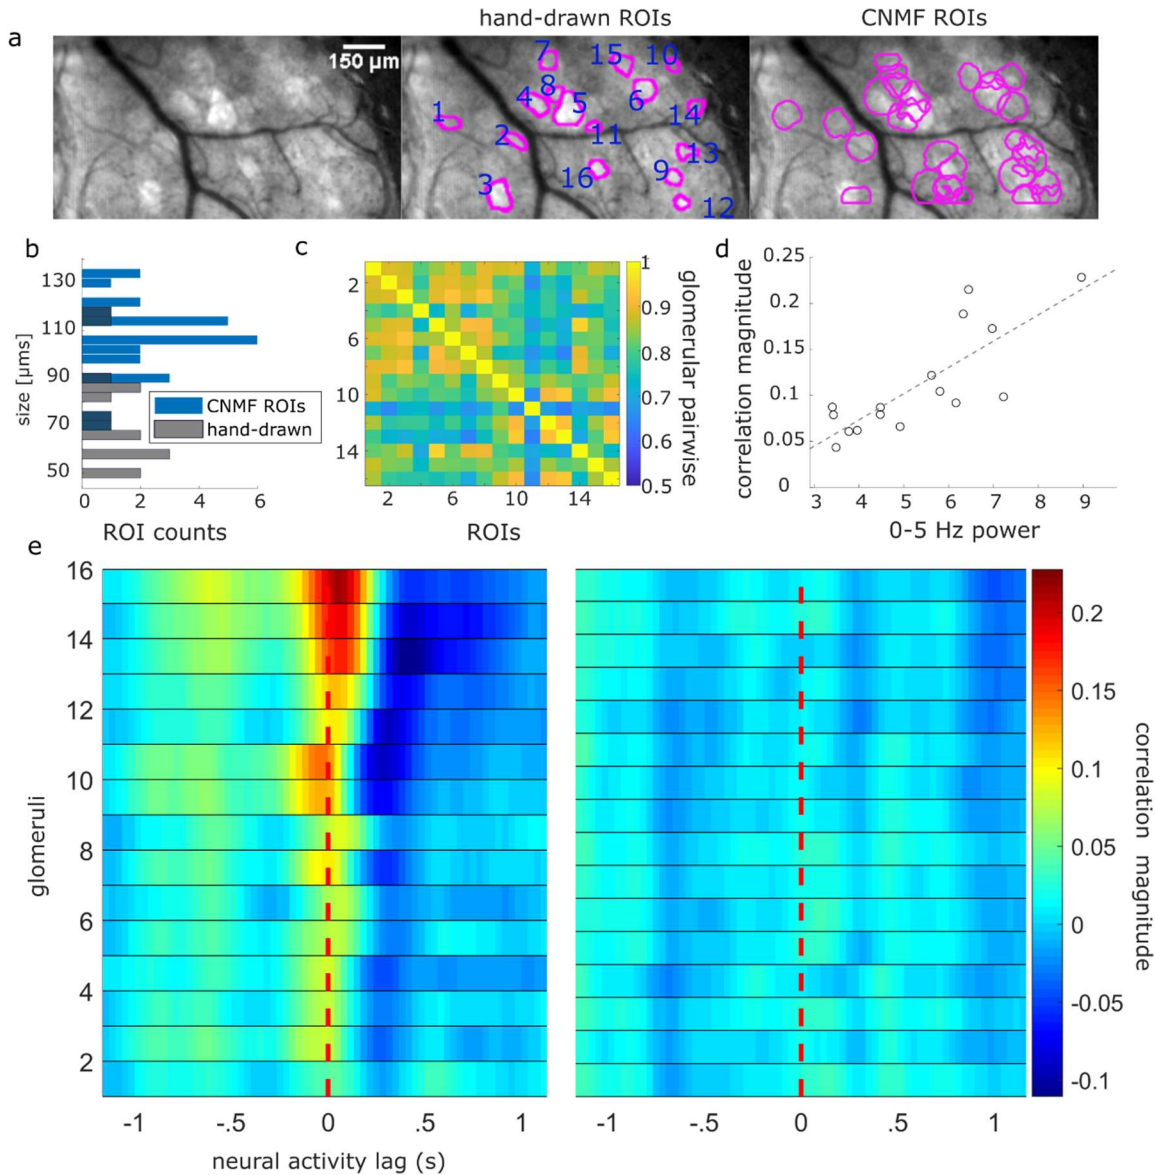 hand-drawn ROIs CNMF ROIs
a
150 µm
7 15 10
8
4 5 6
1 14
2 11
13
16 9
3
12
b c d
130
110
90
70
50
size [µms]
CNMF ROIs
hand-drawn
0 2 4 6
ROI counts
2
6
10
14
2 6 10 14
ROIs
1
0.9
0.8
0.7
0.6
0.5
glomerular pairwise
0.25
0.2
0.15
0.1
0.05
0
correlation magnitude
3 4 5 6 7 8 9
0-5 Hz power
e
16
14
12
10
8
6
4
2
glomeruli
-1 -.5 0 .5 1
neural activity lag (s)
-1 -.5 0 .5 1
0.2
0.15
0.1
0.05
0
-0.05
-0.1
correlation magnitude